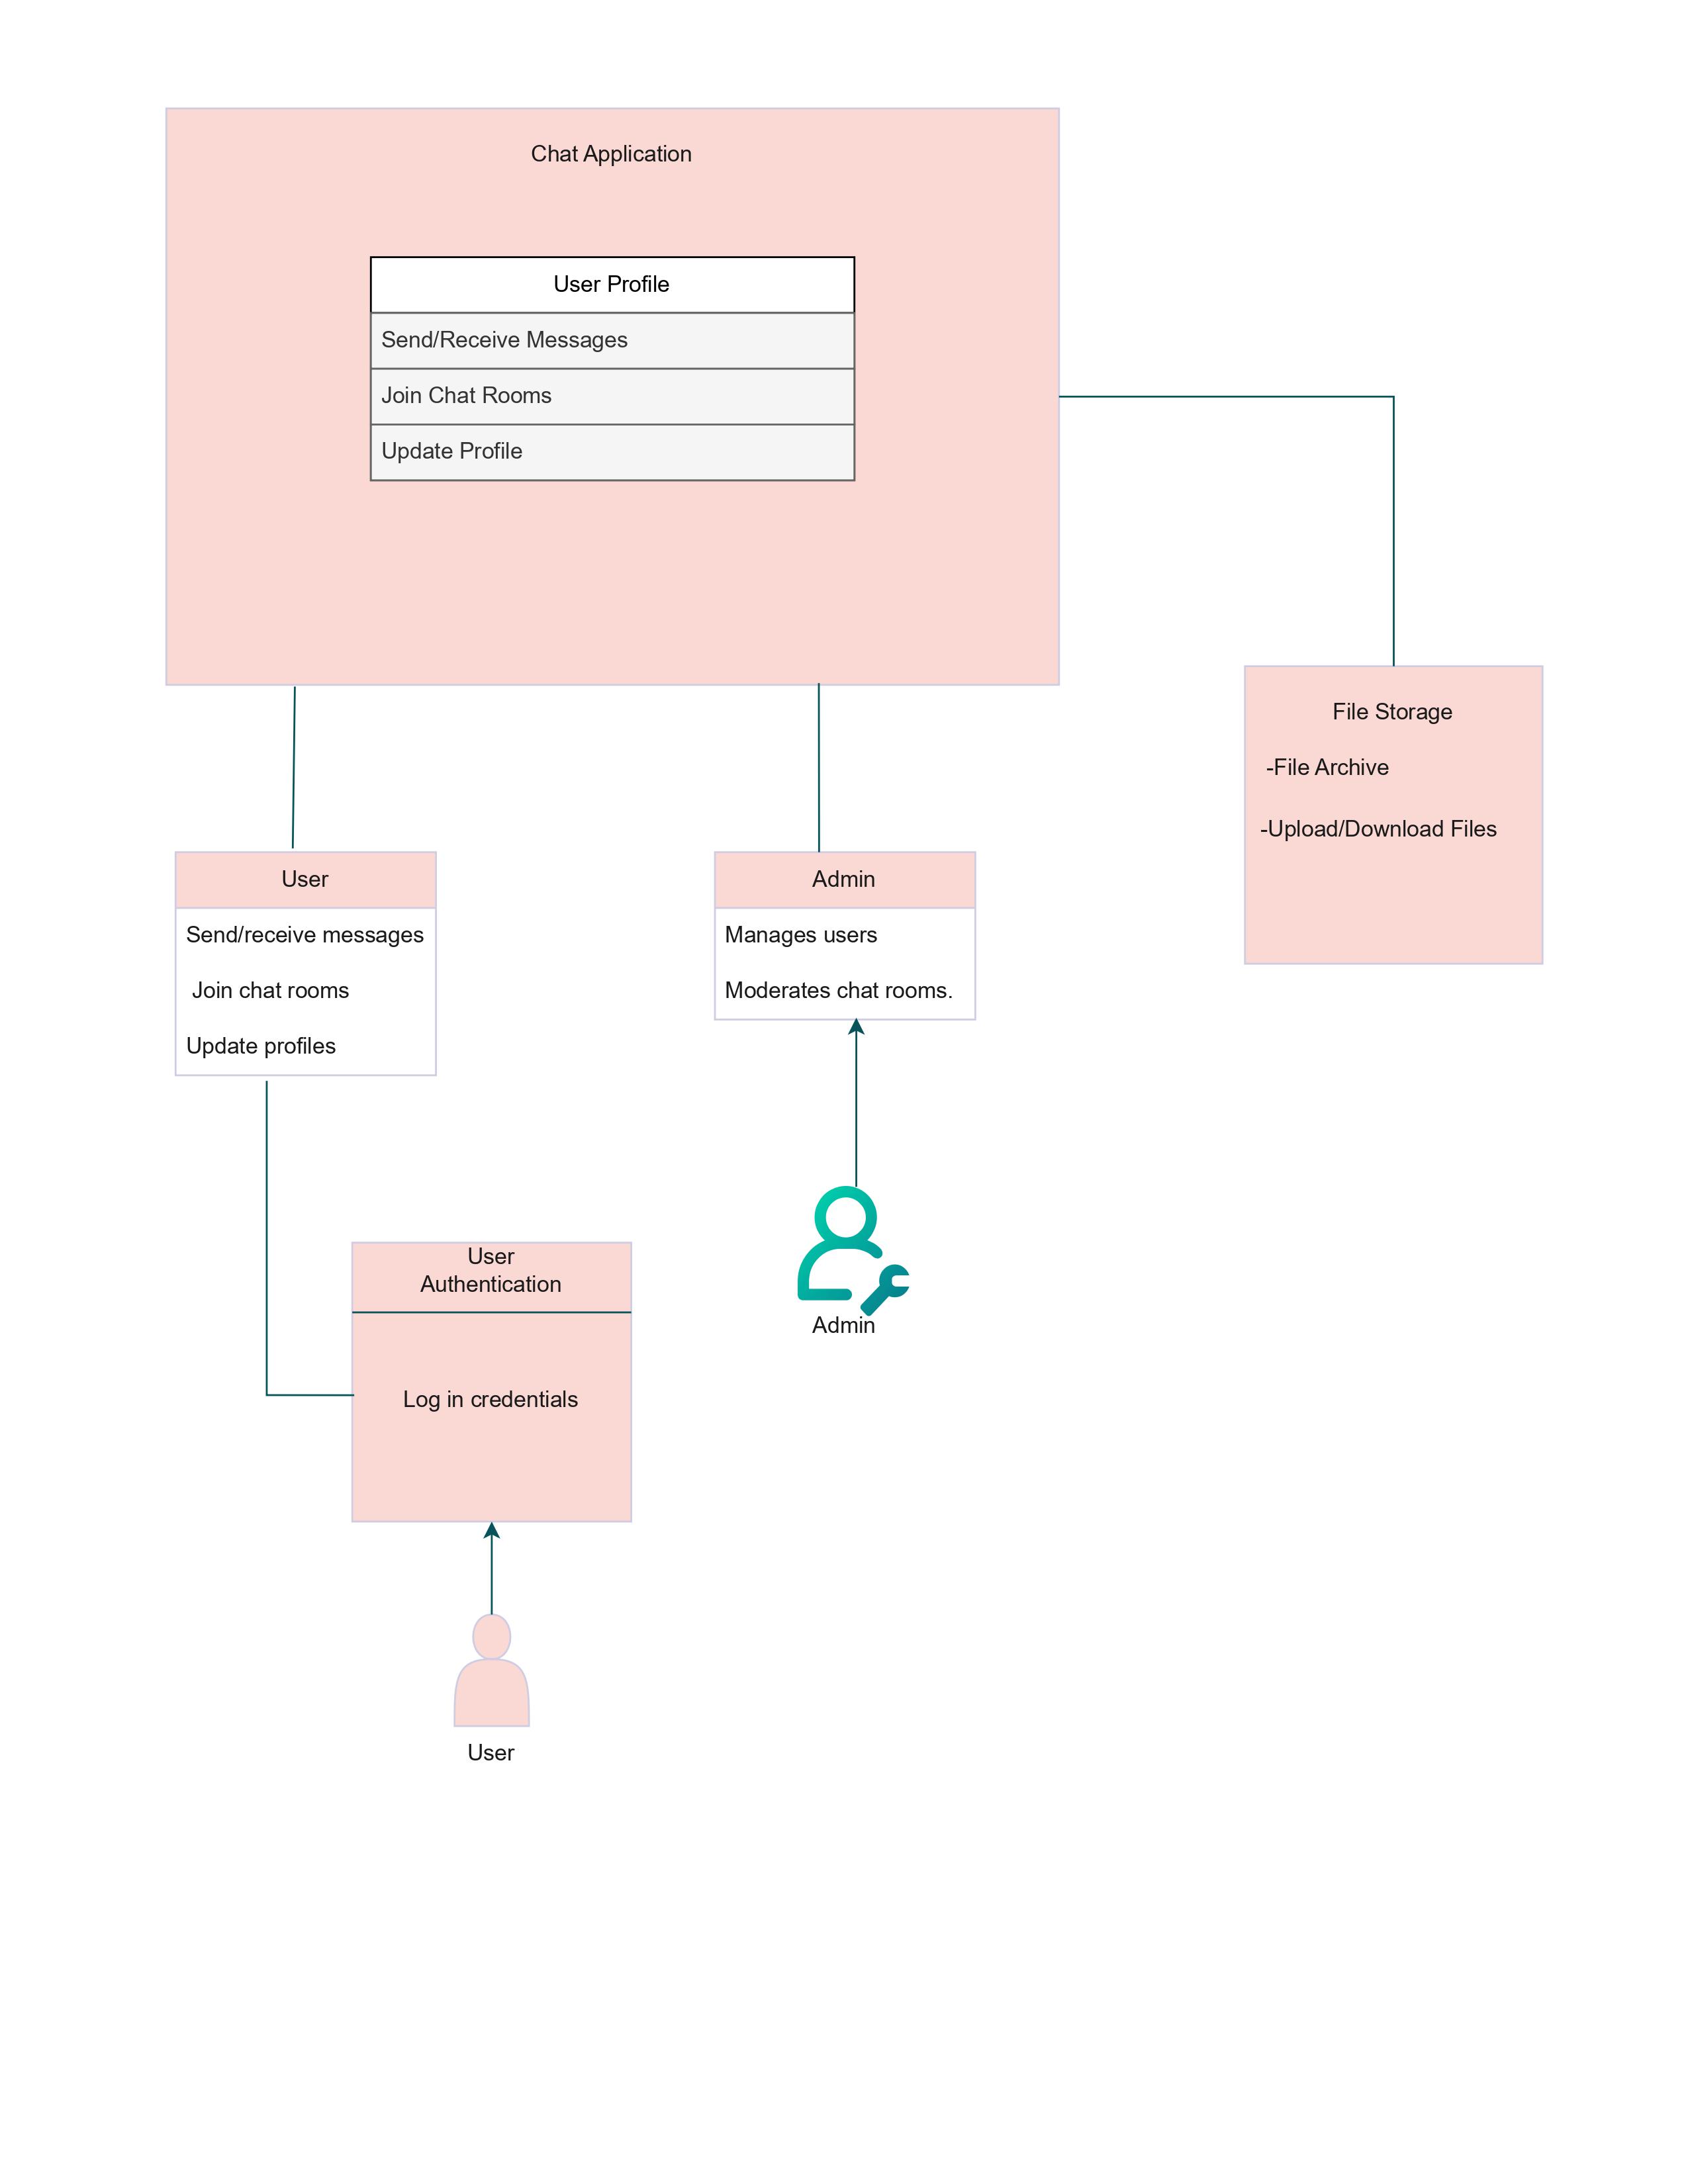 Chat Application
User Profile
Send/Receive Messages
Join Chat Rooms
Update Profile
File Storage
-File Archive
-Upload/Download Files
User
Send/receive messages
Join chat rooms
Update profiles
Admin
Manages users
Moderates chat rooms.
User
Authentication
Log in credentials
Admin
User